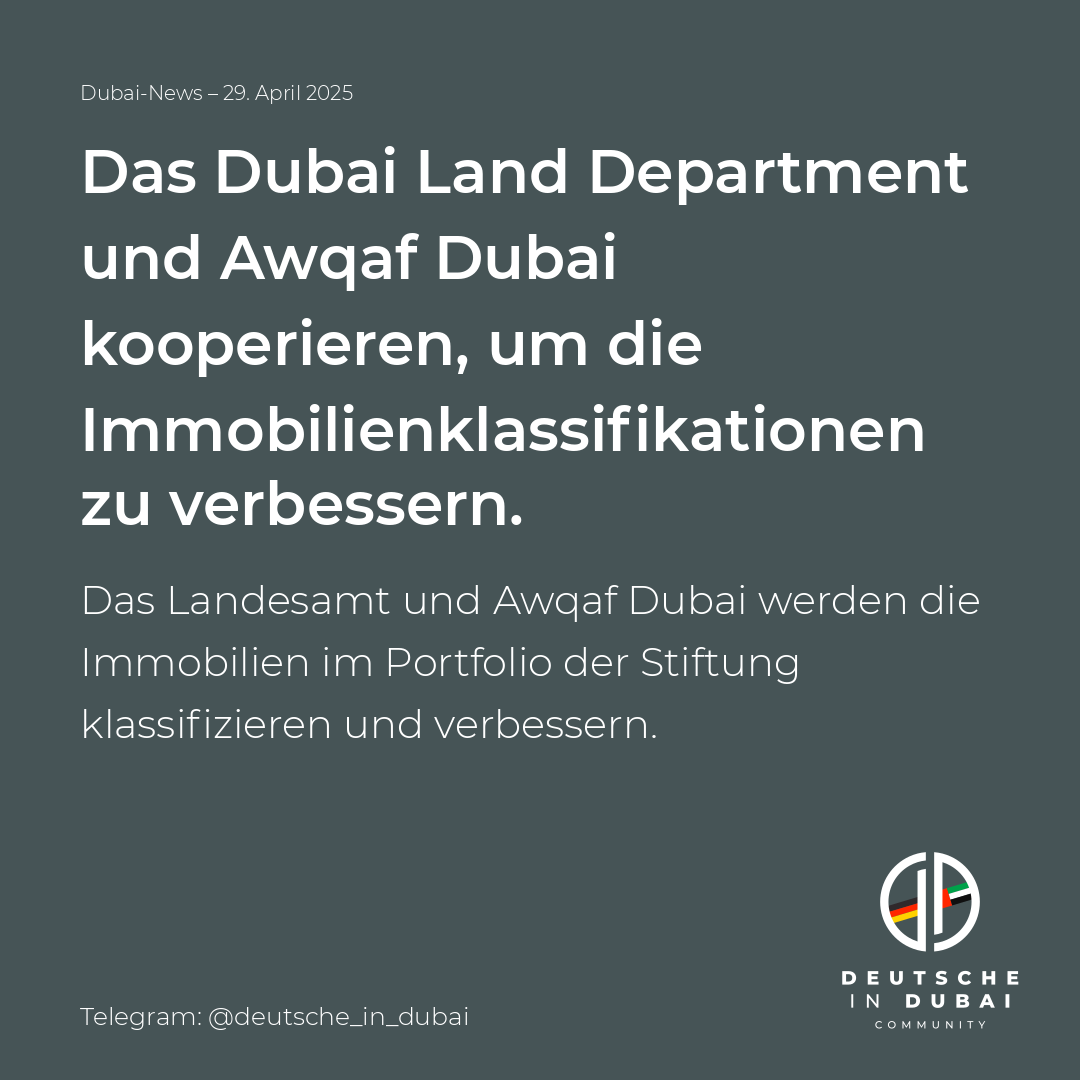 Dubai-News – 29. April 2025
Das Dubai Land Department
und Awqaf Dubai
kooperieren, um die
Immobilienklassifikationen
zu verbessern.
Das Landesamt und Awqaf Dubai werden die
Immobilien im Portfolio der Stiftung
klassifizieren und verbessern.
DEUTSCHE
IN DUBAI
COMMUNITY
Telegram: @deutsche_in_dubai